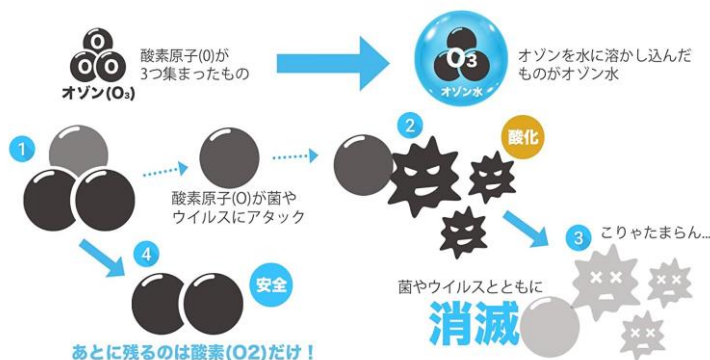 O
O O
オゾン(O₃)
酸素原子(0)が
3つ集まったもの
O3
オゾン水
オゾンを水に溶かし込んだ
ものがオゾン水
1
酸素原子(O)が菌や
ウイルスにアタック
2
酸化
3
こりゃたまらん...
菌やウイルスとともに
消滅
4
安全
あとに残るのは酸素(O2)だけ！